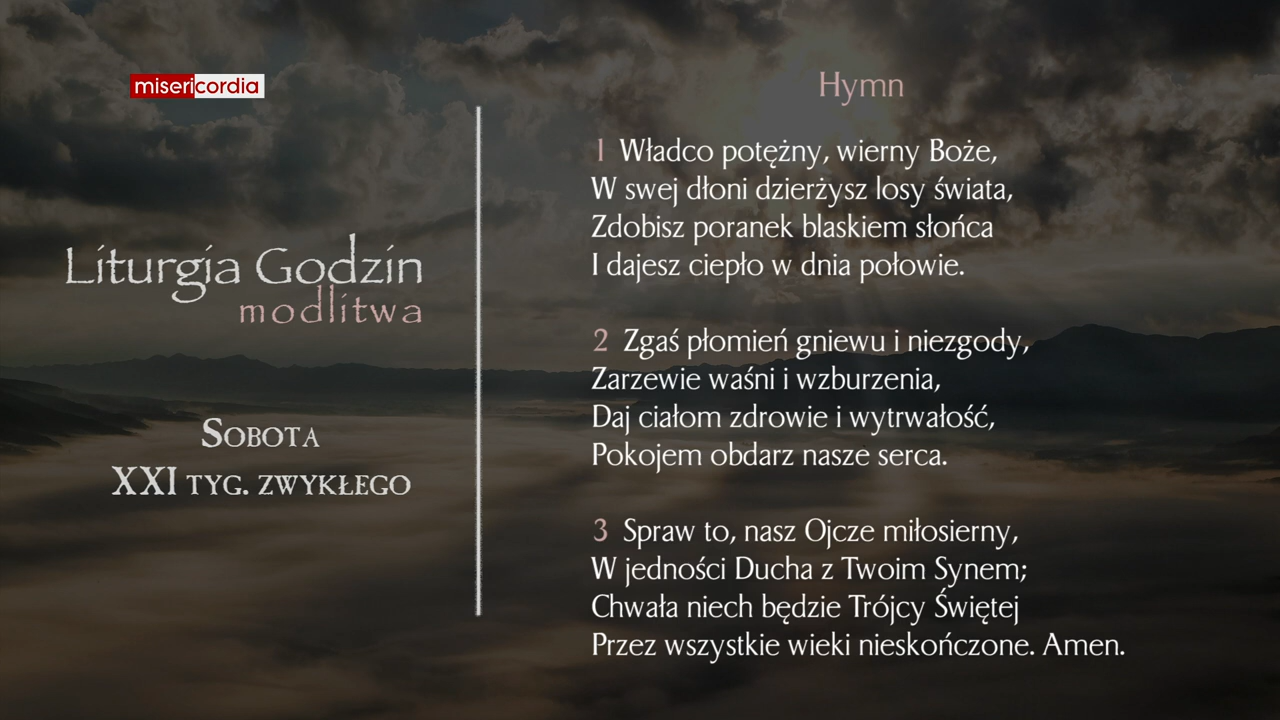 misericordia
Liturgia Godzin
modlitwa
Sobota
XXI tyg. zwykłego
Hymn
1 Władco potężny, wierny Boże,
W swej dłoni dzierżysz losy świata,
Zdobisz poranek blaskiem słońca
I dajesz ciepło w dnia połowie.
2 Zgaś płomień gniewu i niezgody,
Zarzewie waśni i wzburzenia,
Daj ciałom zdrowie i wytrwałość,
Pokojem obdarz nasze serca.
3 Spraw to, nasz Ojcze miłosierny,
W jedności Ducha z Twoim Synem;
Chwała niech będzie Trójcy Świętej
Przez wszystkie wieki nieskończone. Amen.